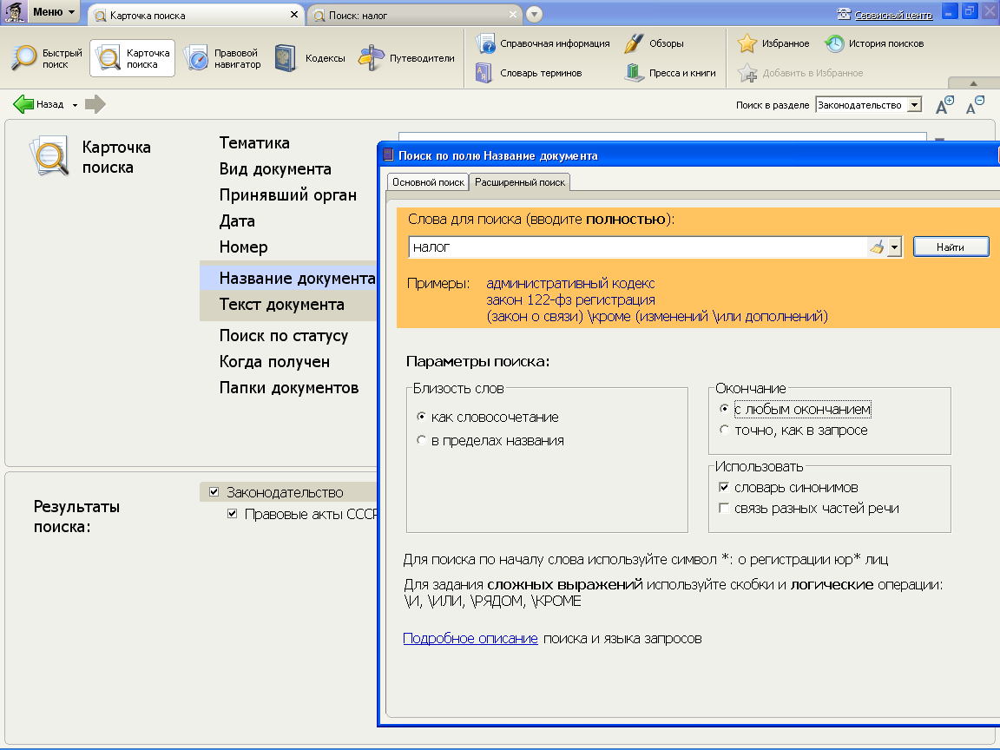 Меню
Карточка поиска
Поиск: налог
Сервисный центр
Быстрый
поиск
Карточка
поиска
Правовой
навигатор
Кодексы
Путеводители
Справочная информация
Словарь терминов
Обзоры
Пресса и книги
Избранное
История поисков
Добавить в Избранное
Назад
Поиск в разделе Законодательство
Карточка
поиска
Тематика
Вид документа
Принявший орган
Дата
Номер
Название документа
Текст документа
Поиск по статусу
Когда получен
Папки документов
Результаты
поиска:
Законодательство
Правовые акты СССР
Поиск по полю Название документа
Основной поиск
Расширенный поиск
Слова для поиска (вводите полностью):
налог
Найти
Примеры: административный кодекс
закон 122-фз регистрация
(закон о связи) \кроме (изменений \или дополнений)
Параметры поиска:
Близость слов
как словосочетание
в пределах названия
Окончание
с любым окончанием
точно, как в запросе
Использовать
словарь синонимов
связь разных частей речи
Для поиска по началу слова используйте символ *: о регистрации юр* лиц
Для задания сложных выражений используйте скобки и логические операции:
\И, \ИЛИ, \РЯДОМ, \КРОМЕ
Подробное описание поиска и языка запросов